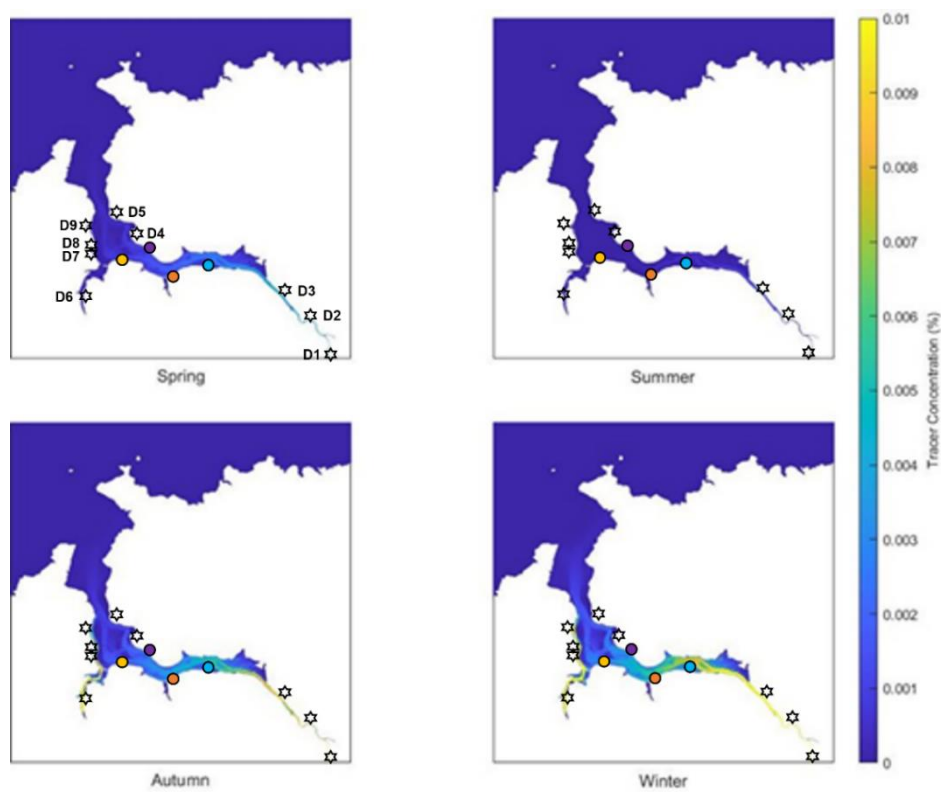 D5
D9
D4
D8
D7
D6
D3
D2
D1
Spring
Summer
Autumn
Winter
0.01
0.009
0.008
0.007
0.006
0.005
0.004
0.003
0.002
0.001
0
Tracer Concentration (%)